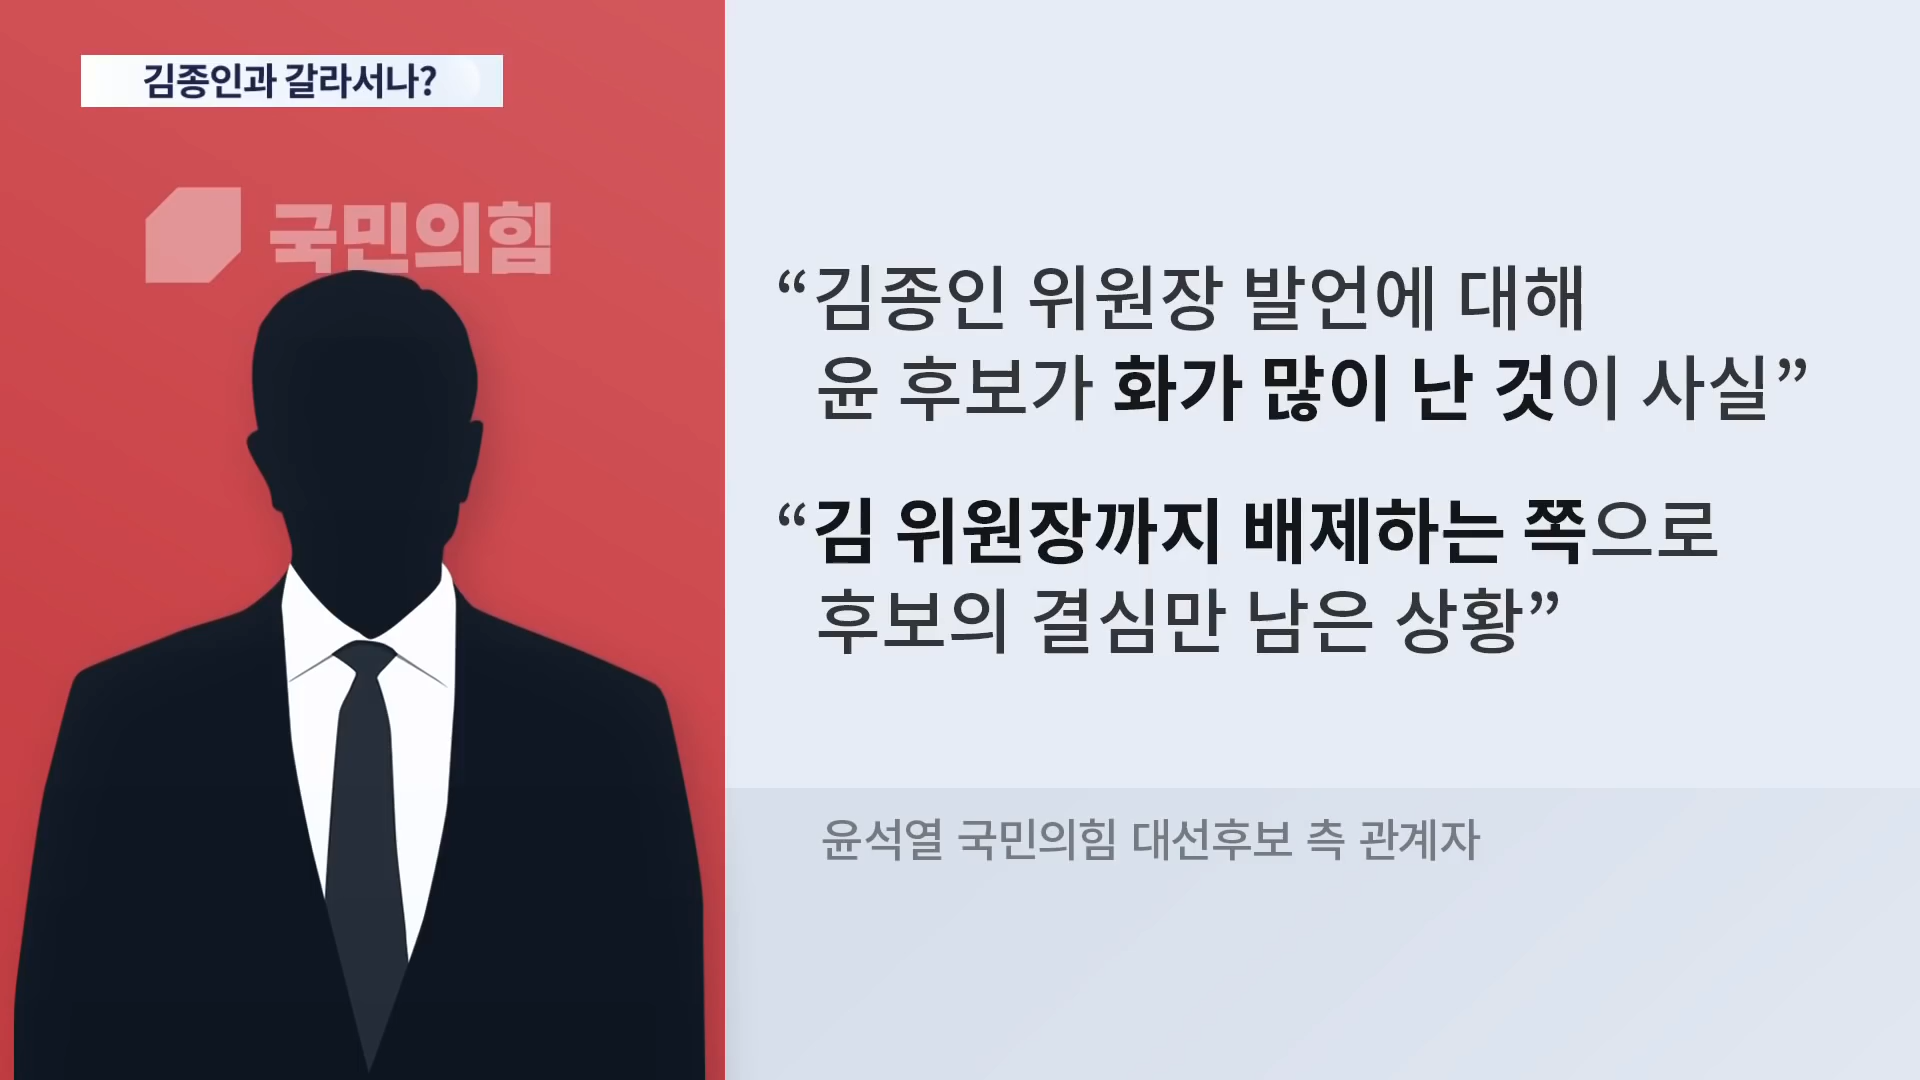 김종인과 갈라서나?
국민의힘
“김종인 위원장 발언에 대해
윤 후보가 화가 많이 난 것이 사실”
“김 위원장까지 배제하는 쪽으로
후보의 결심만 남은 상황”
윤석열 국민의힘 대선후보 측 관계자